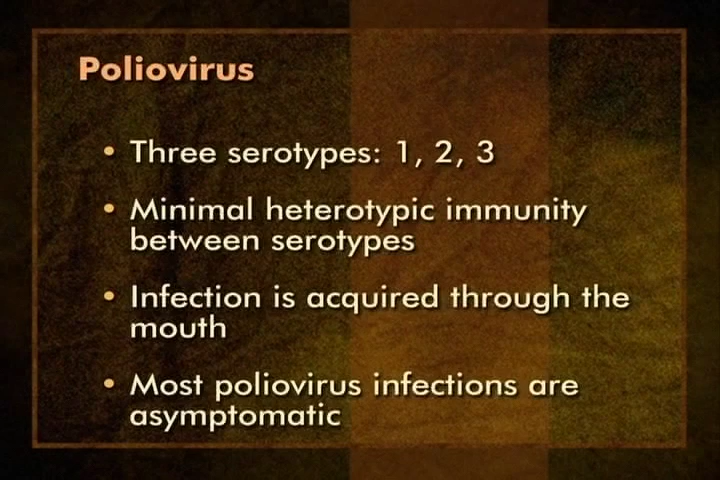 Poliovirus
• Three serotypes: 1, 2, 3
• Minimal heterotypic immunity
between serotypes
• Infection is acquired through the
mouth
• Most poliovirus infections are
asymptomatic